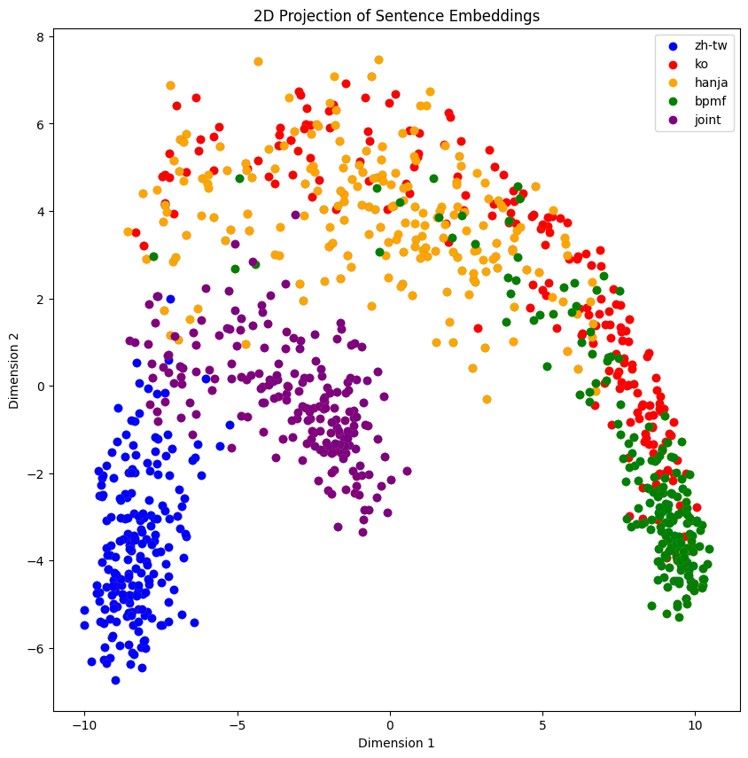 2D Projection of Sentence Embeddings
8
6
4
2
0
−2
−4
−6
Dimension 2
zh-tw
ko
hanja
bpmf
joint
−10
−5
0
5
10
Dimension 1